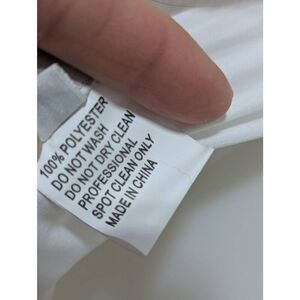 100% POLYESTER
DO NOT WASH
DO NOT DRY CLEAN
PROFESSIONAL
SPOT CLEAN ONLY
MADE IN CHINA